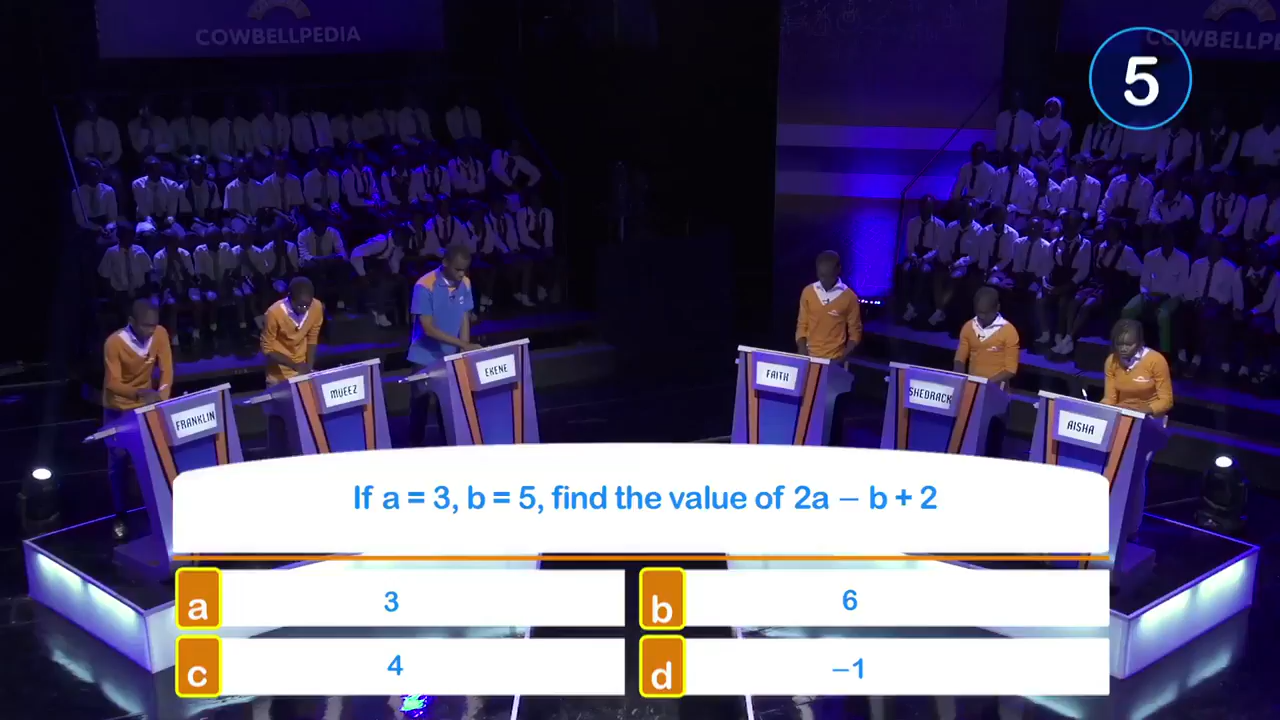 COWBELLPEDIA
COWBELLP
5
FRANKLIN
MUEEZ
EKENE
FAITH
SHEDRACK
AISHA
If a = 3, b = 5, find the value of 2a – b + 2
a 3
b 6
c 4
d –1